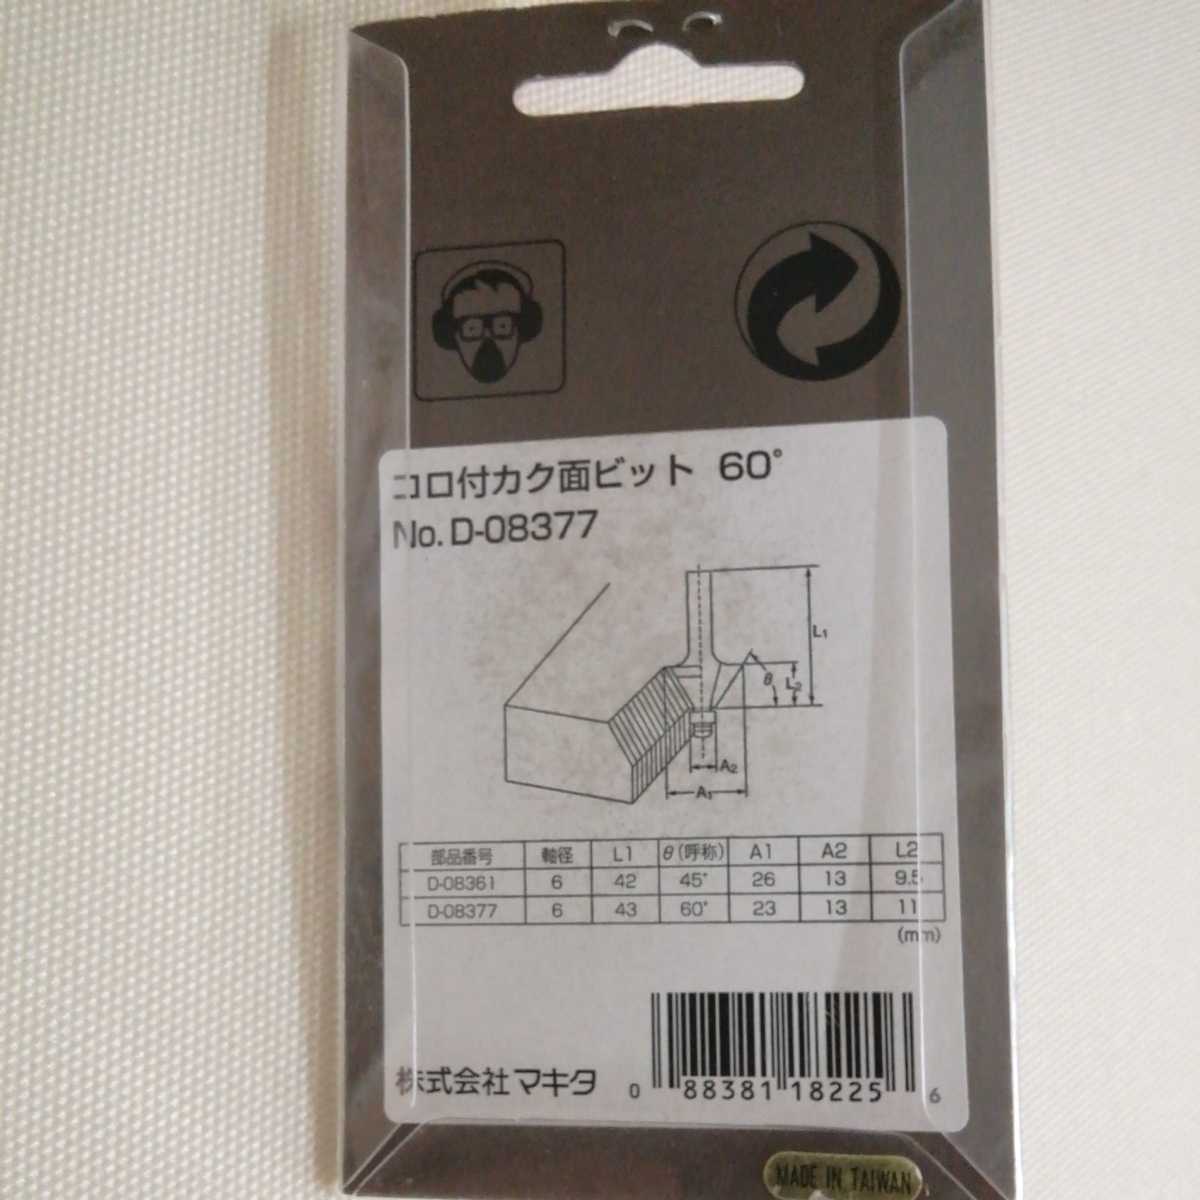 コロ付カク面ビット 60°
No. D-08377
L1
θ
L2
A2
A1
部品番号 軸径 L1 θ(呼称) A1 A2 L2
D-08361 6 42 45° 26 13 9.5
D-08377 6 43 60° 23 13 11
(mm)
株式会社マキタ
0 88381 18225 6
MADE IN TAIWAN